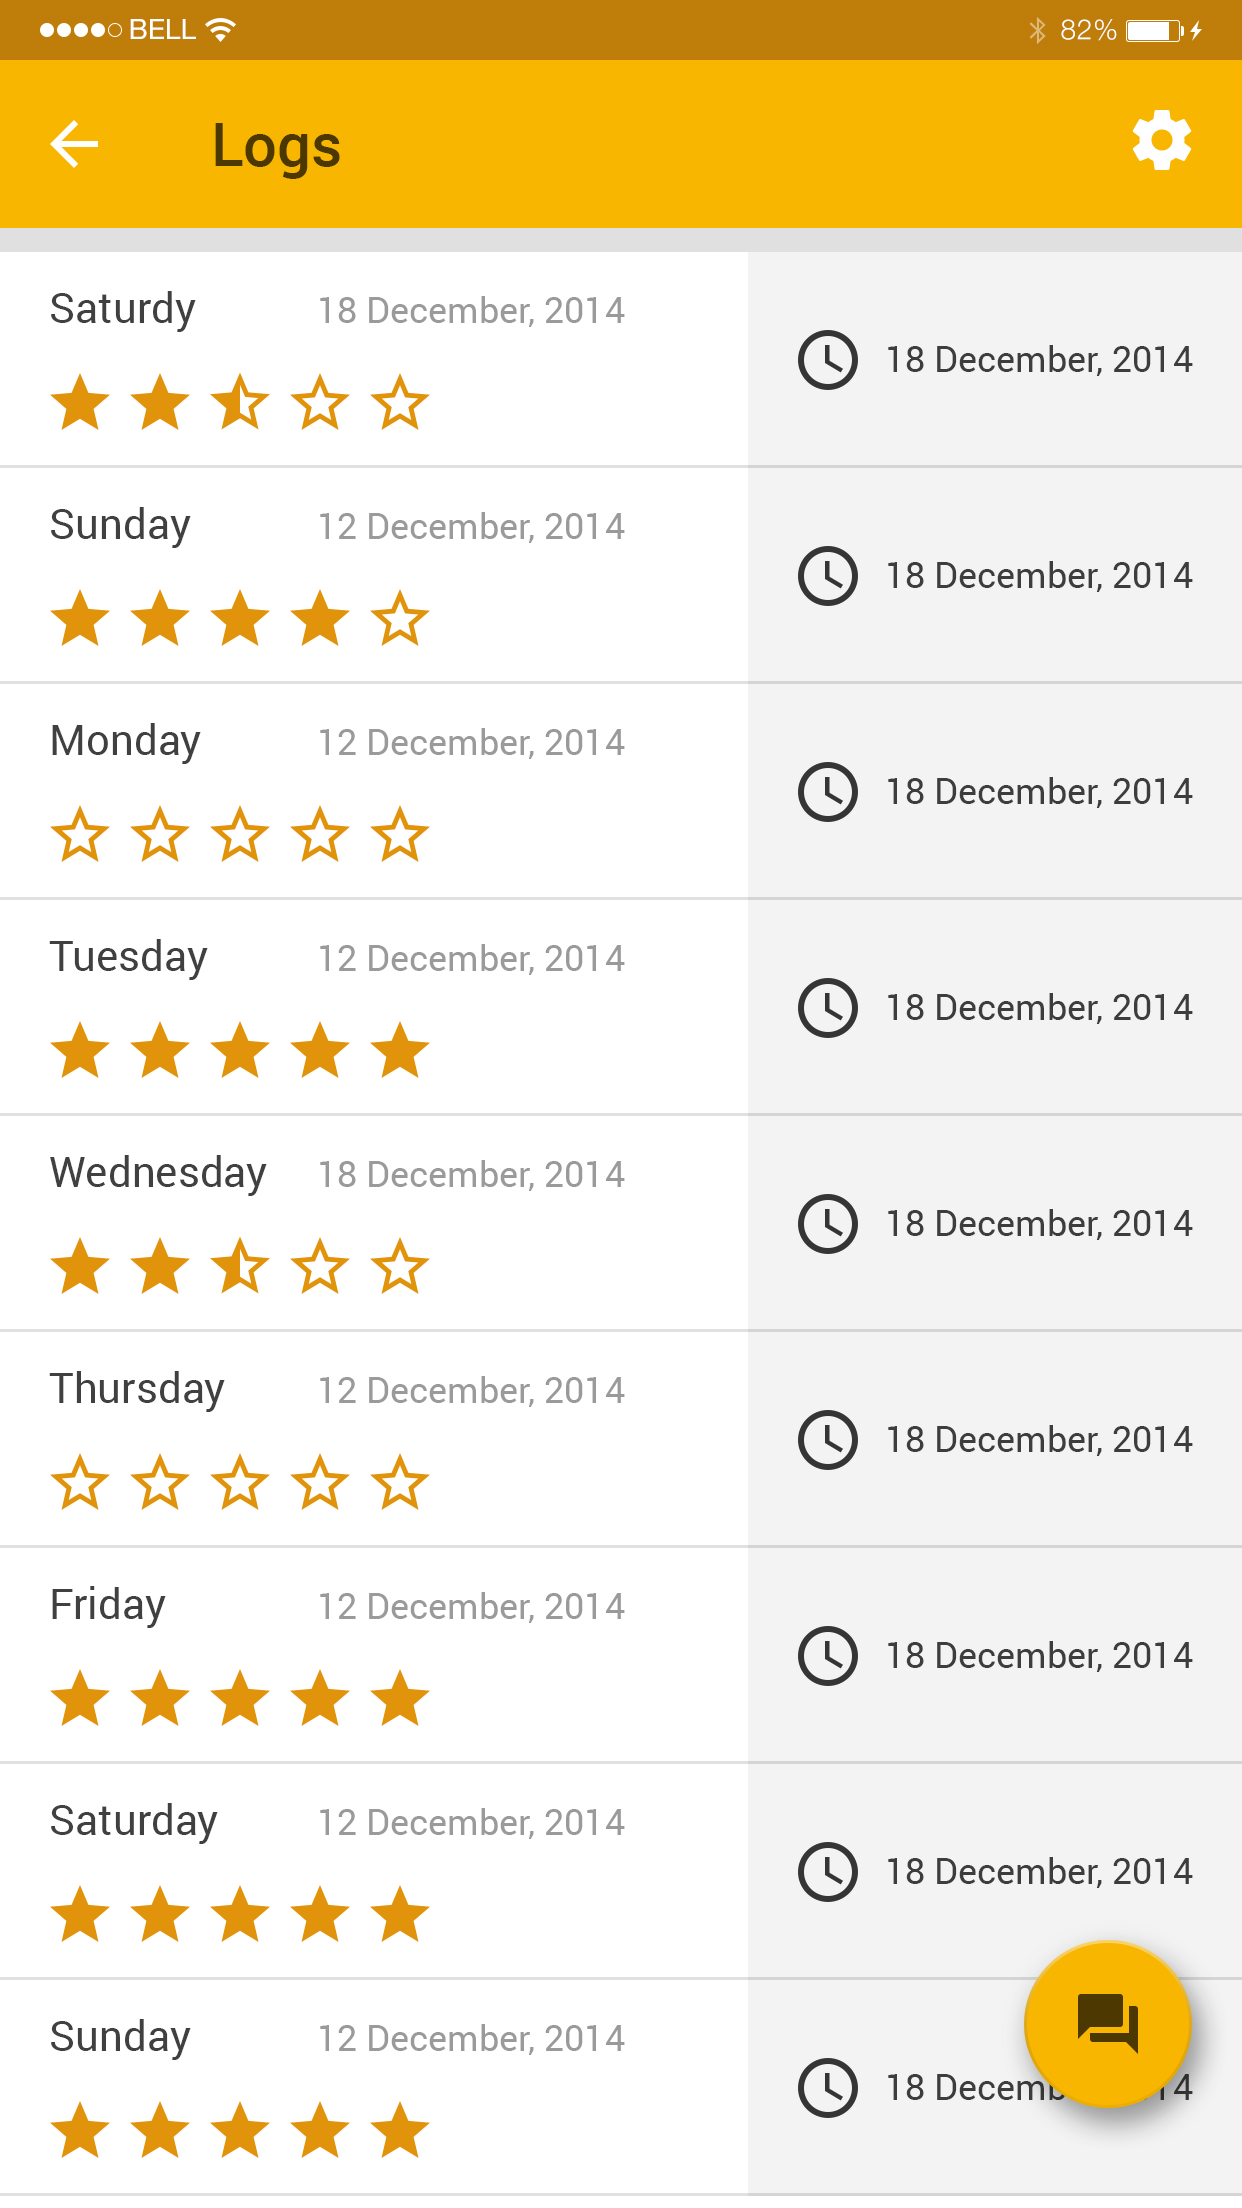 BELL 82%
Logs
Saturdy 18 December, 2014
18 December, 2014
Sunday 12 December, 2014
18 December, 2014
Monday 12 December, 2014
18 December, 2014
Tuesday 12 December, 2014
18 December, 2014
Wednesday 18 December, 2014
18 December, 2014
Thursday 12 December, 2014
18 December, 2014
Friday 12 December, 2014
18 December, 2014
Saturday 12 December, 2014
18 December, 2014
Sunday 12 December, 2014
18